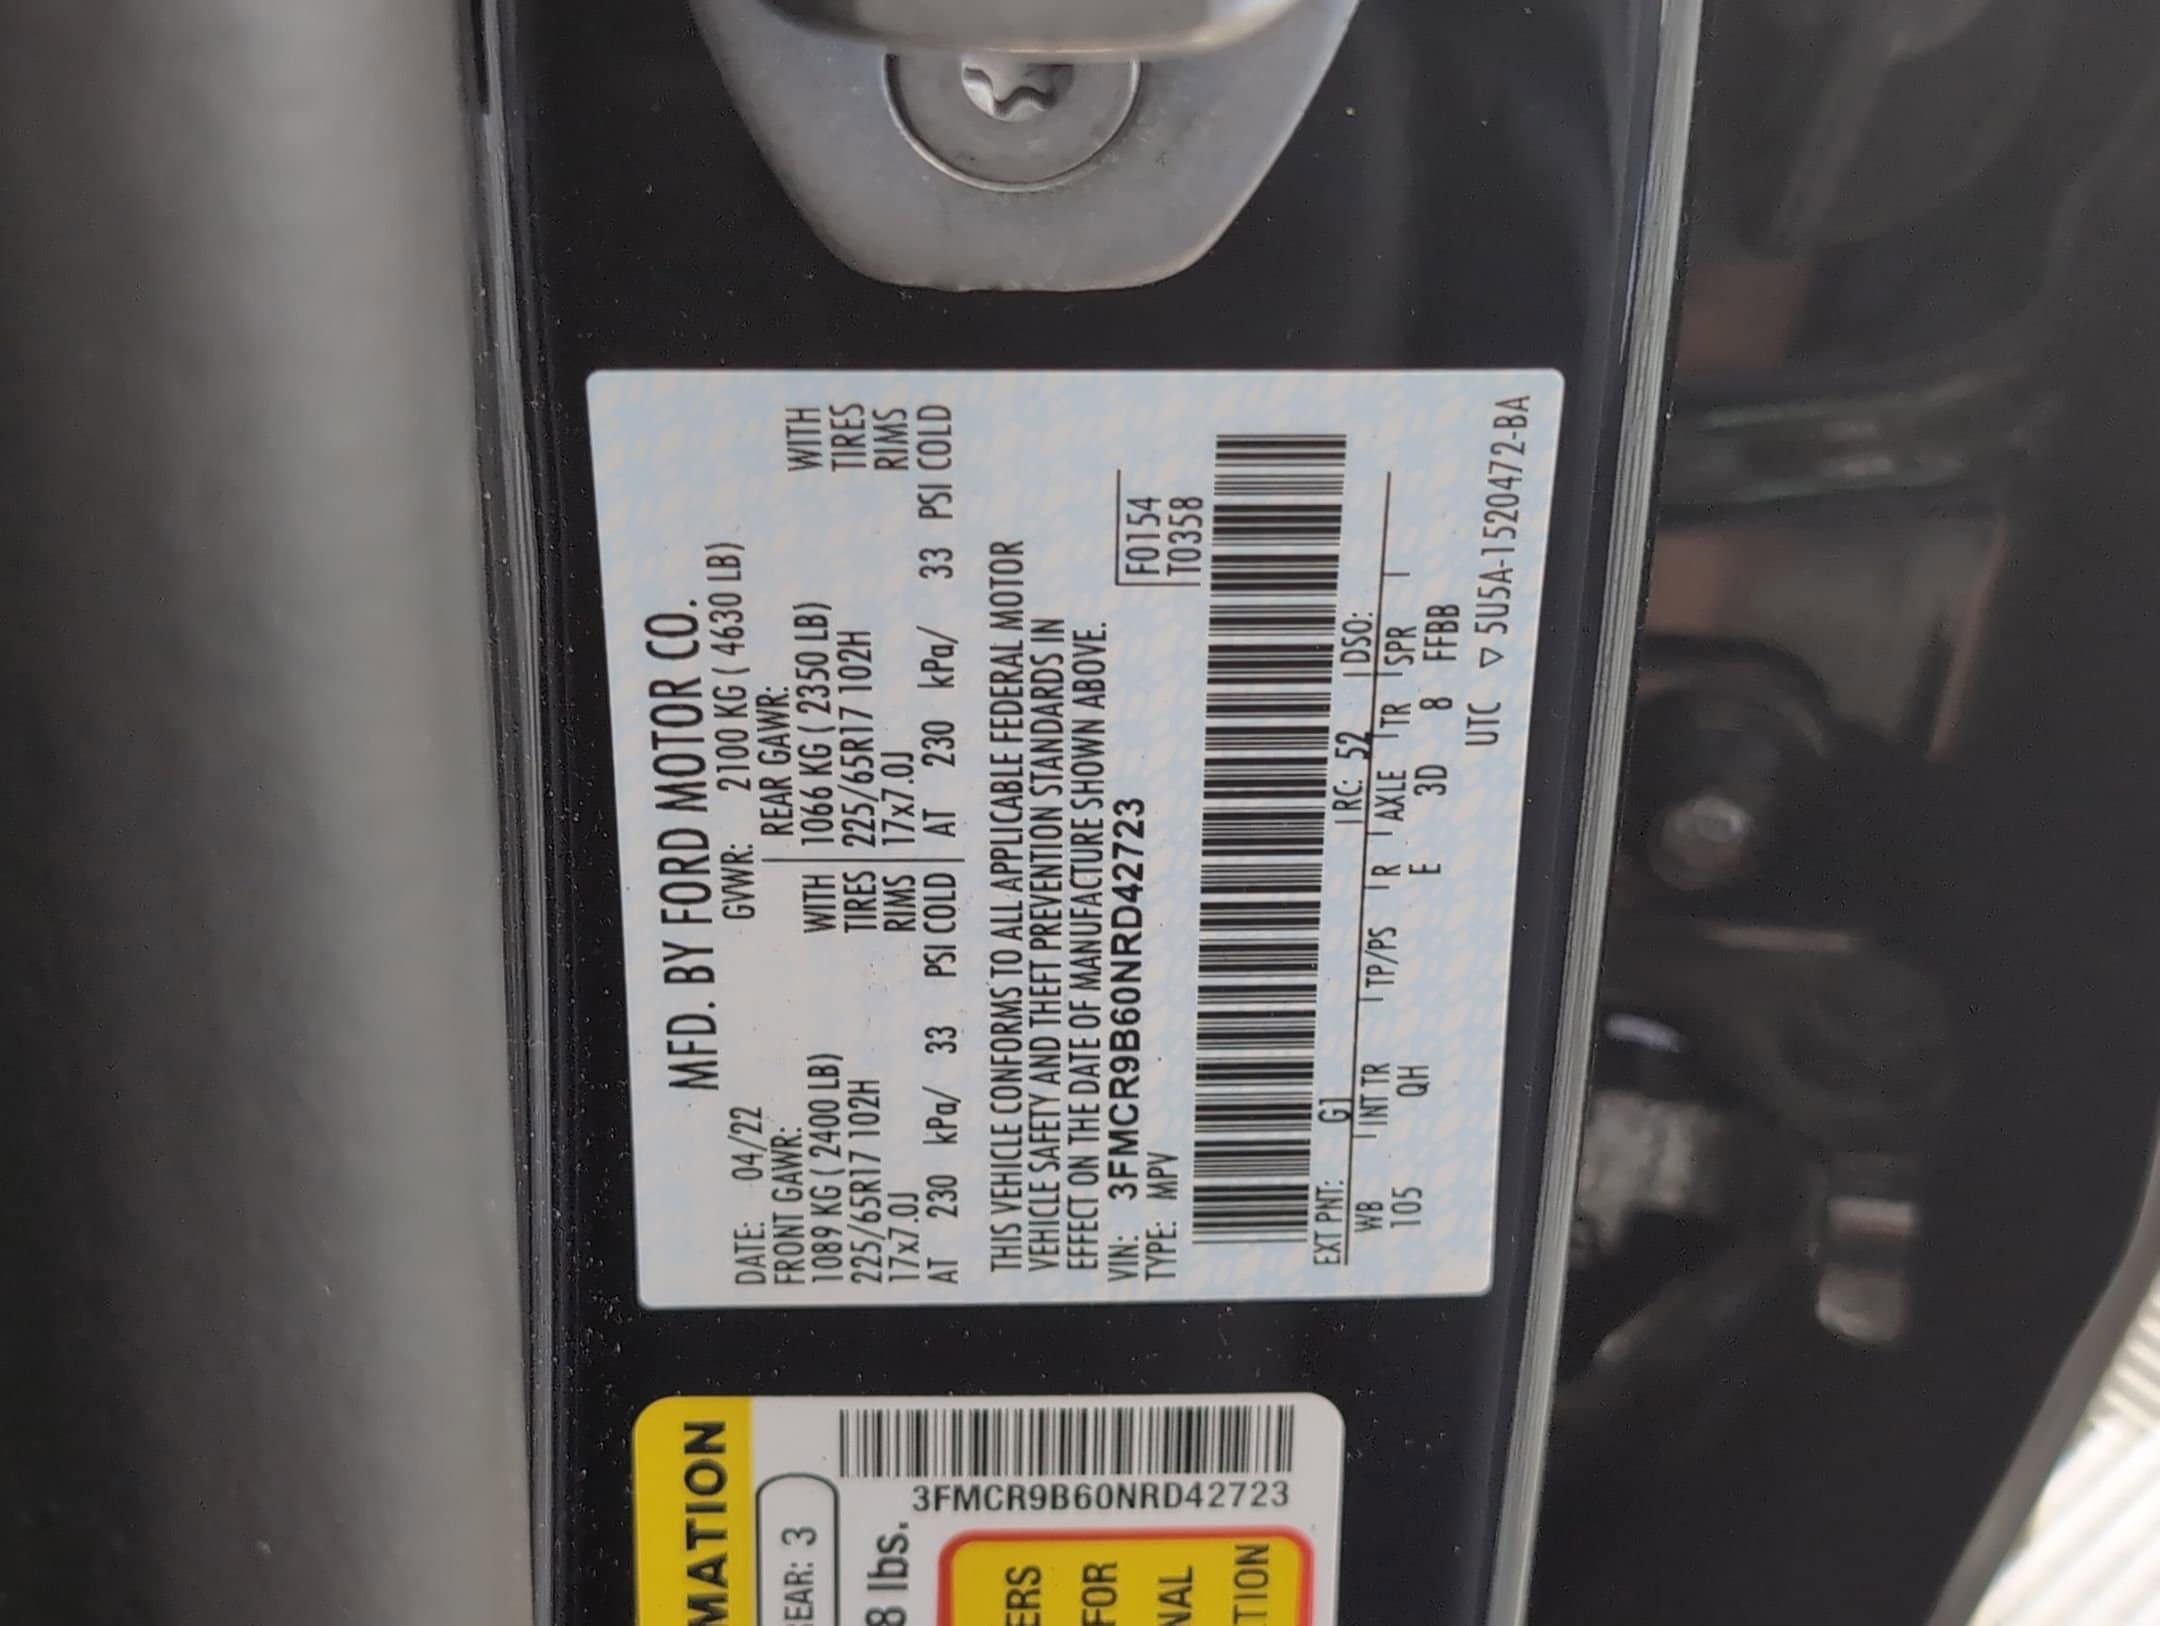 MFD. BY FORD MOTOR CO.
DATE: 04/22 GVWR: 2100 KG ( 4630 LB)
FRONT GAWR: REAR GAWR:
1089 KG ( 2400 LB) WITH 1066 KG ( 2350 LB) WITH
225/65R17 102H TIRES 225/65R17 102H TIRES
17x7.0J RIMS 17x7.0J RIMS
AT 230 kPa/ 33 PSI COLD AT 230 kPa/ 33 PSI COLD
THIS VEHICLE CONFORMS TO ALL APPLICABLE FEDERAL MOTOR
VEHICLE SAFETY AND THEFT PREVENTION STANDARDS IN
EFFECT ON THE DATE OF MANUFACTURE SHOWN ABOVE.
VIN: 3FMCR9B60NRD42723
TYPE: MPV
F0154
T0358
EXT PNT: G1 RC: 52 DSO:
WB INT TR TP/PS R AXLE TR SPR
105 QH E 3D 8 FFBB
UTC ▽ 5U5A-1520472-BA
MATION
EAR: 3
8 lbs.
3FMCR9B60NRD42723
ERS
FOR
NAL
TION